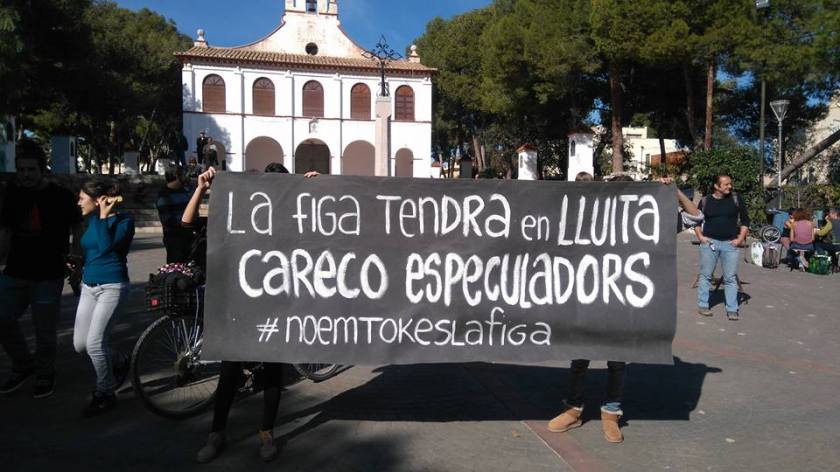 La figa tendra en LLUITA
CARECO ESPECULADORS
#NOEMTOKESLAFIGA